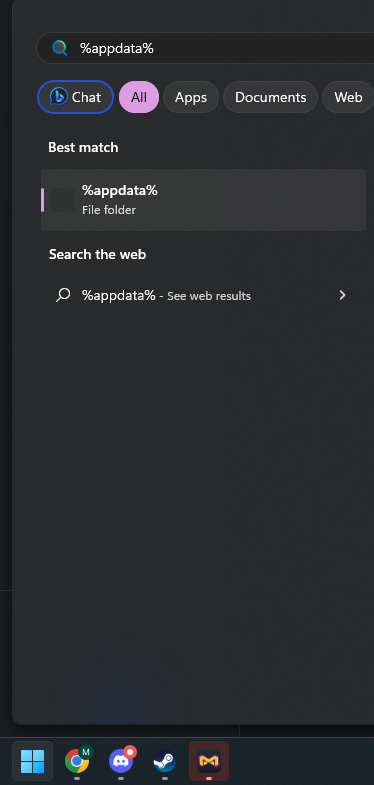 %appdata%
Chat All Apps Documents Web
Best match
%appdata%
File folder
Search the web
%appdata% - See web results
M